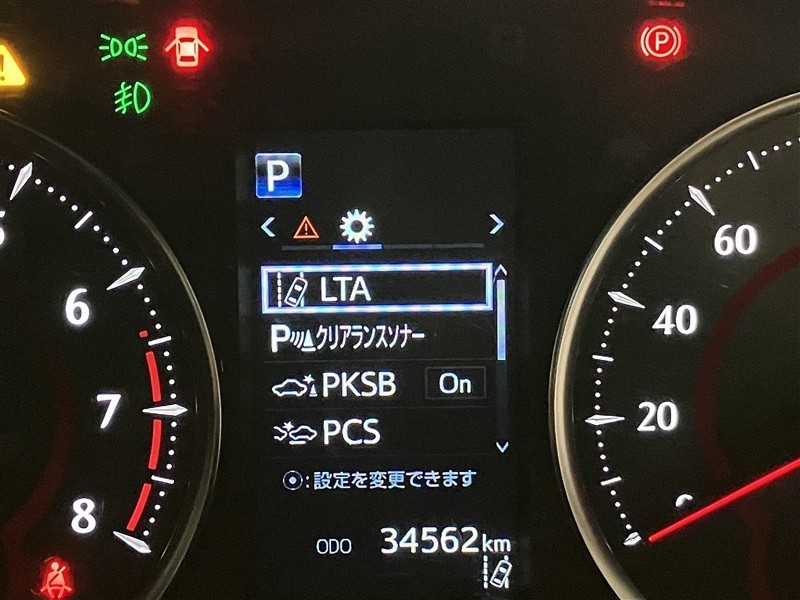 P
P
LTA
Pクリアランスソナー
PKSB On
PCS
:設定を変更できます
ODO 34562km
6
7
8
60
40
20